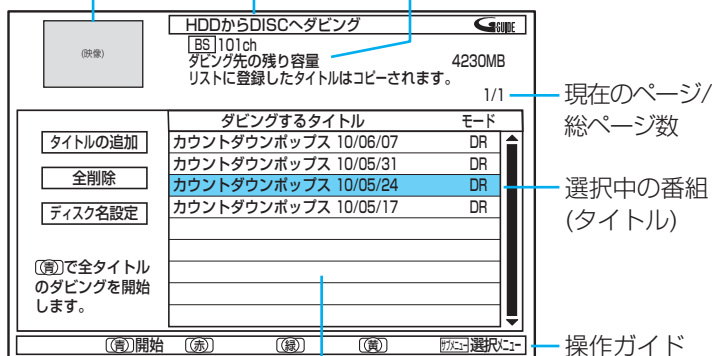 HDDからDISCへダビング
G GUIDE
(映像)
BS 101ch
ダビング先の残り容量 4230MB
リストに登録したタイトルはコピーされます。
1/1
現在のページ/
総ページ数
ダビングするタイトル モード
タイトルの追加
全削除
ディスク名設定
カウントダウンポップス 10/06/07 DR
カウントダウンポップス 10/05/31 DR
カウントダウンポップス 10/05/24 DR
カウントダウンポップス 10/05/17 DR
選択中の番組
(タイトル)
(青)で全タイトル
のダビングを開始
します。
(青)開始 (赤) (緑) (黄) サブメニュー選択メニュー
操作ガイド